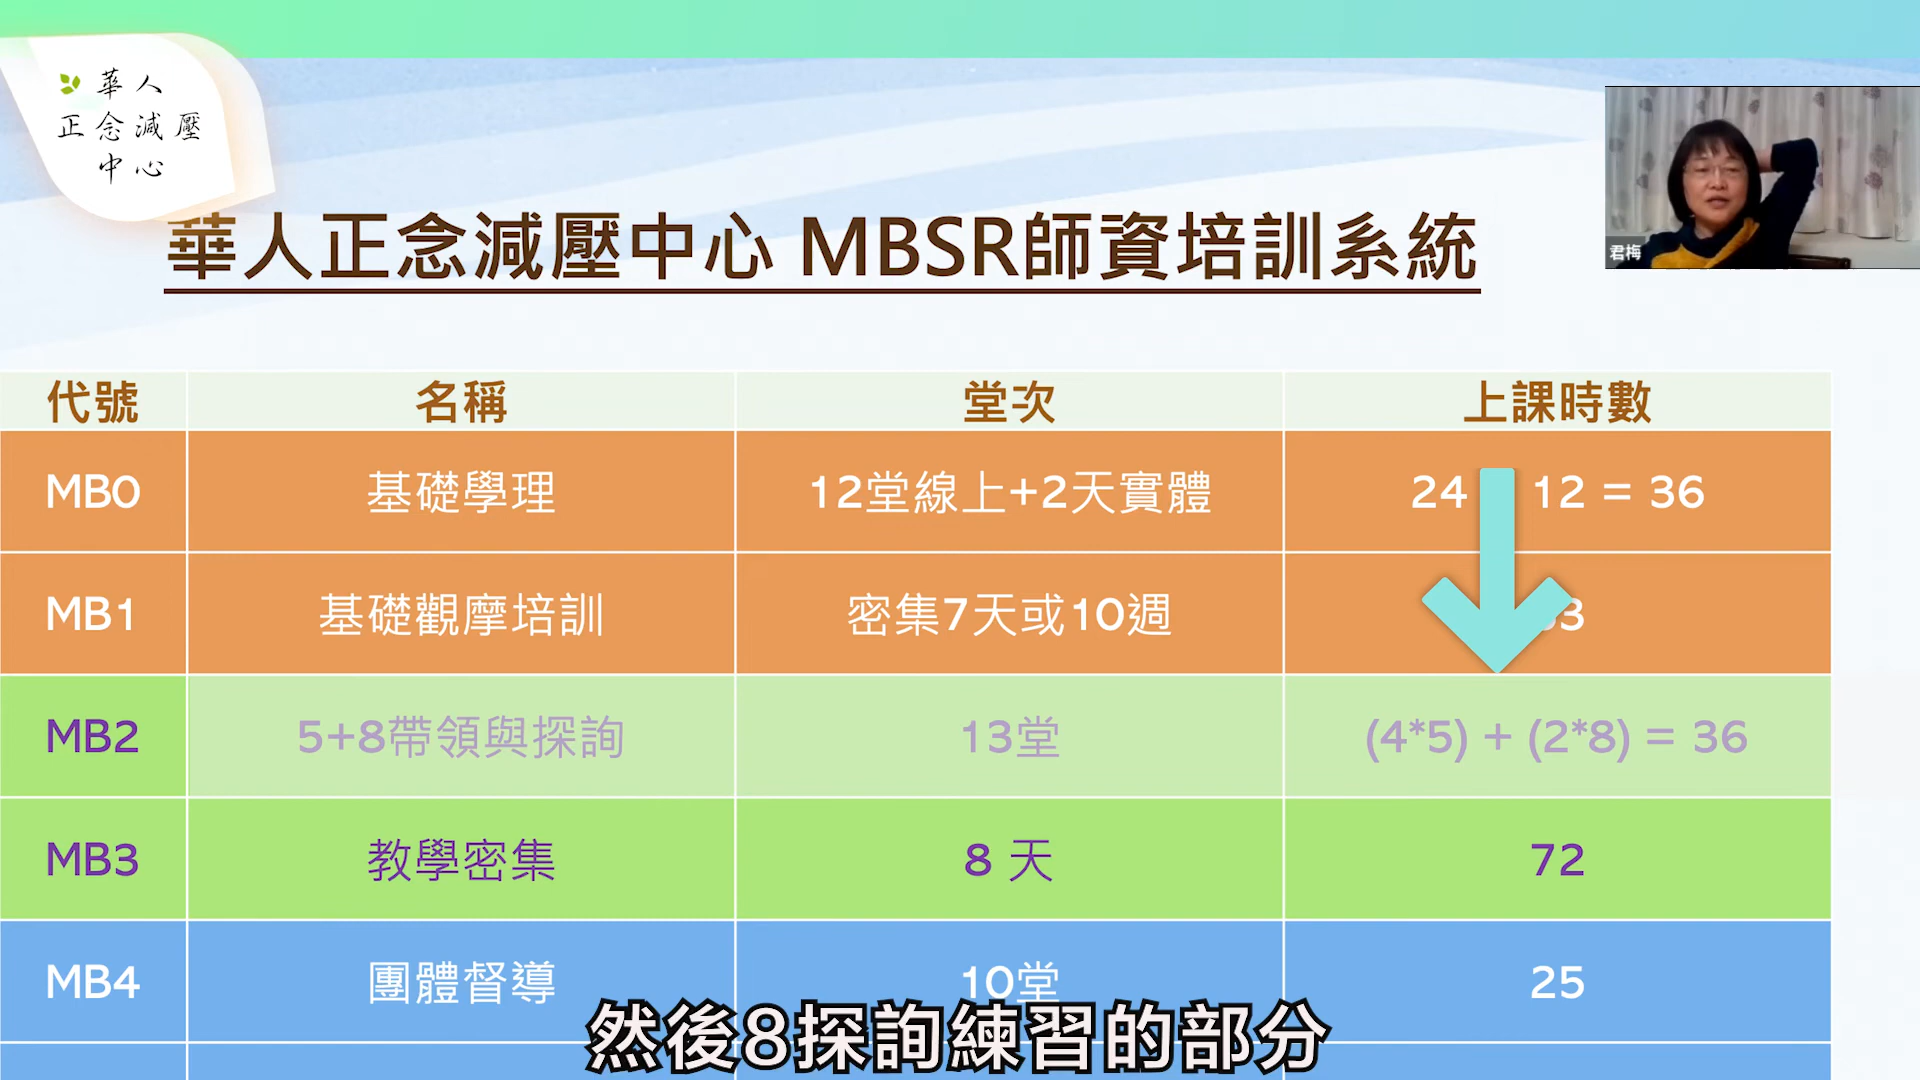 華人
正念減壓
中心
君梅
華人正念減壓中心 MBSR師資培訓系統
代號 名稱 堂次 上課時數
MB0 基礎學理 12堂線上+2天實體 24 12 = 36
MB1 基礎觀摩培訓 密集7天或10週
MB2 5+8帶領與探詢 13堂 (4*5) + (2*8) = 36
MB3 教學密集 8 天 72
MB4 團體督導 10堂 25
然後8探詢練習的部分